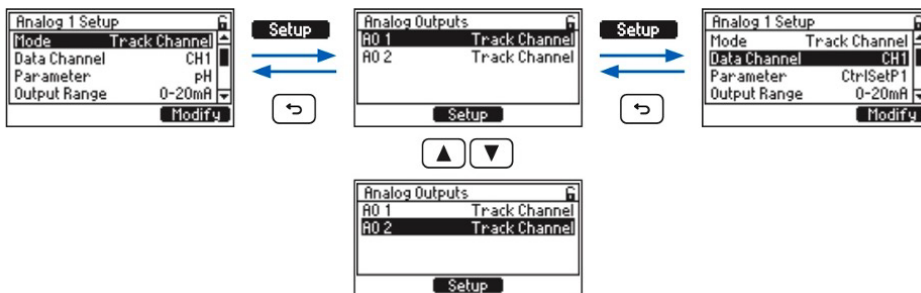 Analog 1 Setup
Mode Track Channel
Data Channel CH1
Parameter pH
Output Range 0-20mA
Modify
Setup
Analog Outputs
AO 1 Track Channel
AO 2 Track Channel
Setup
Setup
Analog 1 Setup
Mode Track Channel
Data Channel CH1
Parameter CtrlSetP1
Output Range 0-20mA
Modify
Analog Outputs
AO 1 Track Channel
AO 2 Track Channel
Setup